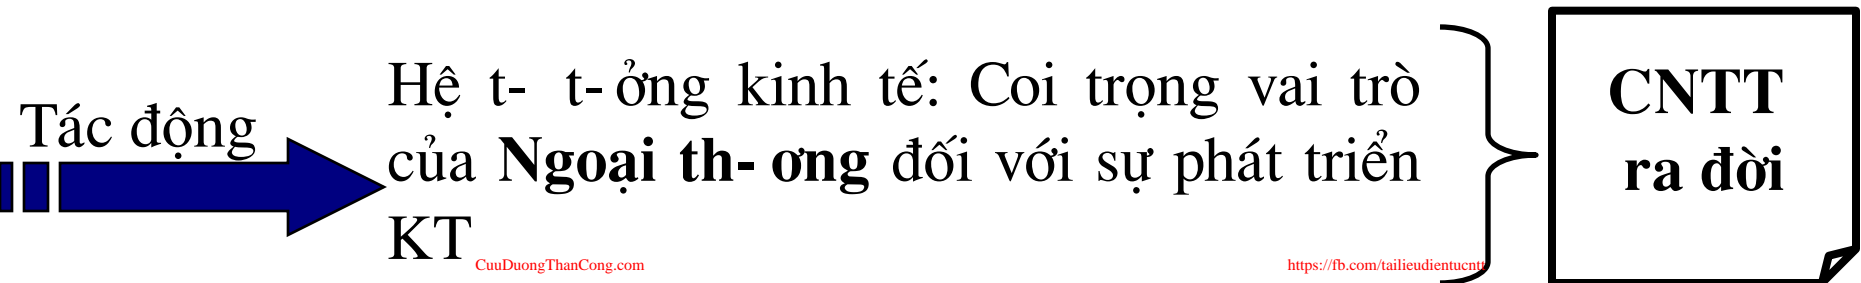 Tác động
Hệ t- t-ởng kinh tế: Coi trọng vai trò
của Ngoại th-ơng đối với sự phát triển
KT
CNTT
ra đời
CuuDuongThanCong.com
https://fb.com/tailieudientucntt